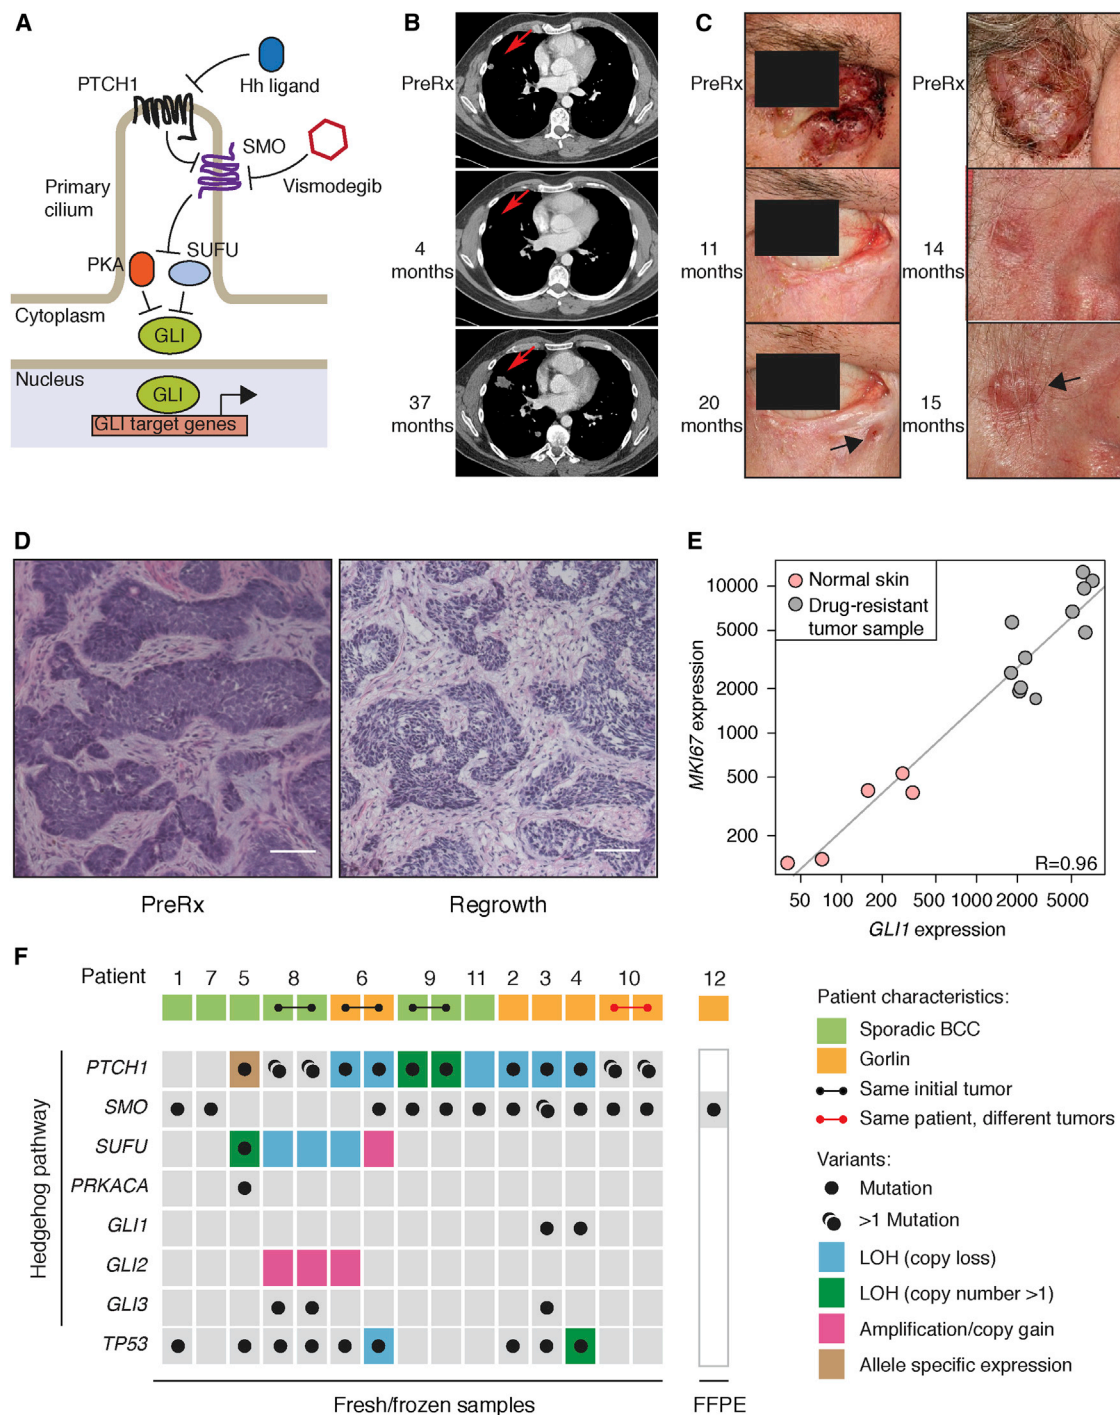 A
PTCH1
Hh ligand
SMO
Vismodegib
Primary
cilium
PKA
SUFU
Cytoplasm
GLI
Nucleus
GLI
GLI target genes
B
PreRx
4
months
37
months
C
PreRx
PreRx
11
months
14
months
20
months
15
months
D
PreRx
Regrowth
E
Normal skin
Drug-resistant
tumor sample
MKI67 expression
10000
5000
2000
1000
500
200
R=0.96
50 100 200 500 1000 2000 5000
GLI1 expression
F
Patient 1 7 5 8 6 9 11 2 3 4 10 12
Hedgehog pathway
PTCH1
SMO
SUFU
PRKACA
GLI1
GLI2
GLI3
TP53
Fresh/frozen samples
FFPE
Patient characteristics:
Sporadic BCC
Gorlin
Same initial tumor
Same patient, different tumors
Variants:
Mutation
>1 Mutation
LOH (copy loss)
LOH (copy number >1)
Amplification/copy gain
Allele specific expression